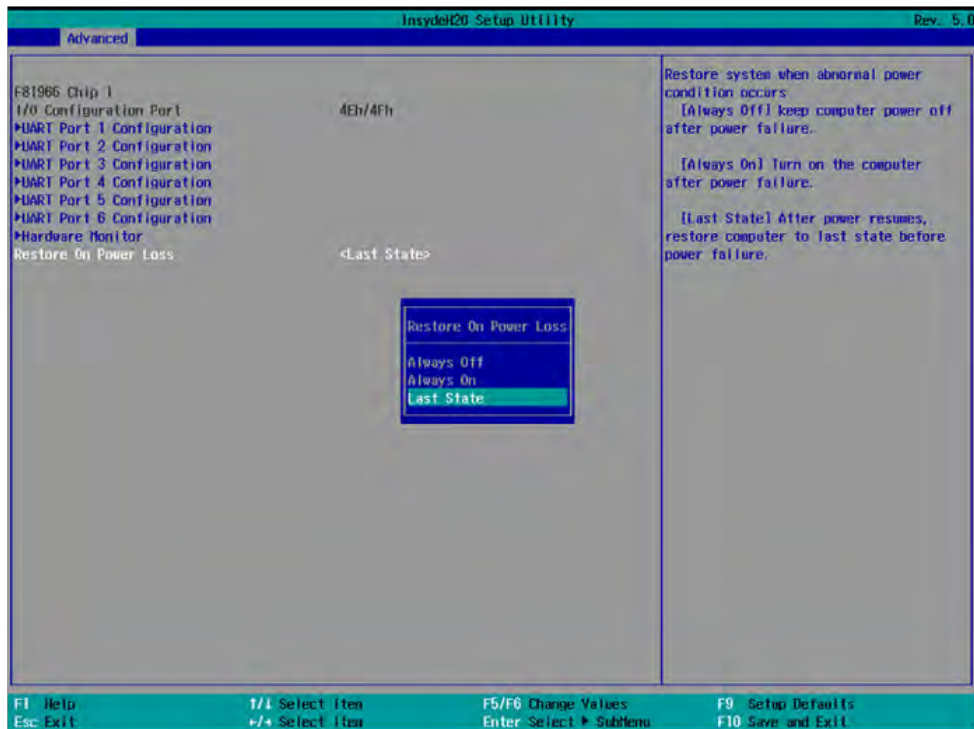 InsydeH20 Setup Utility Rev. 5.0
Advanced
F81966 Chip 1
I/O Configuration Port 4Eh/4Fh
►UART Port 1 Configuration
►UART Port 2 Configuration
►UART Port 3 Configuration
►UART Port 4 Configuration
►UART Port 5 Configuration
►UART Port 6 Configuration
►Hardware Monitor
Restore On Power Loss <Last State>
Restore On Power Loss
Always Off
Always On
Last State
Restore system when abnormal power
condition occurs
[Always Off] keep computer power off
after power failure.
[Always On] Turn on the computer
after power failure.
[Last State] After power resumes,
restore computer to last state before
power failure.
F1 Help ↑/↓ Select Item F5/F6 Change Values F9 Setup Defaults
Esc Exit ←/→ Select Item Enter Select ► SubMenu F10 Save and Exit